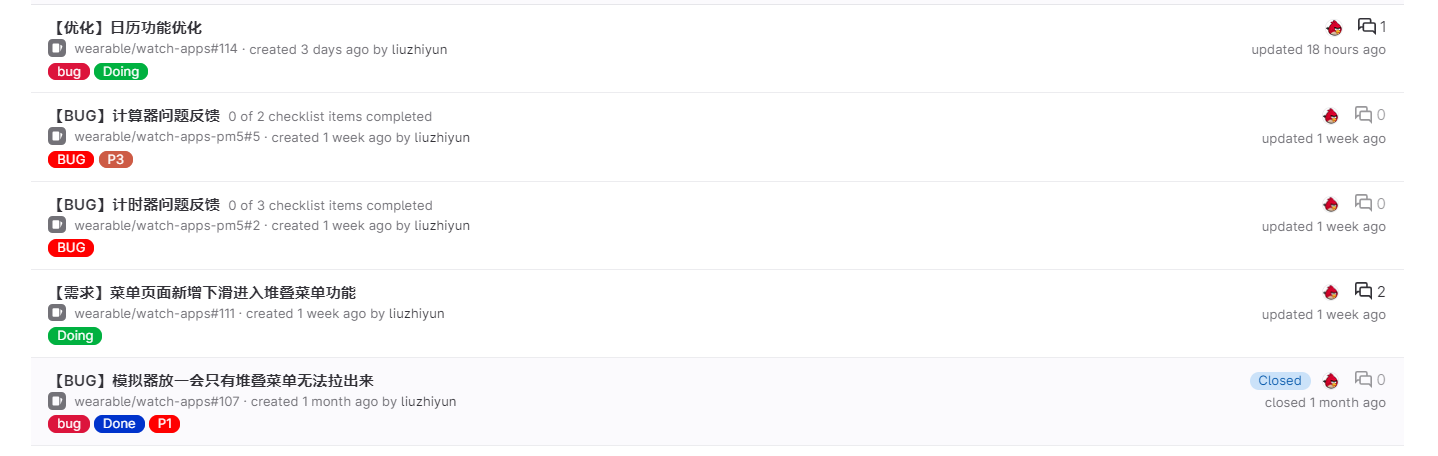 【优化】日历功能优化 1
wearable/watch-apps#114 · created 3 days ago by liuzhiyun updated 18 hours ago
bug Doing
【BUG】计算器问题反馈 0 of 2 checklist items completed 0
wearable/watch-apps-pm5#5 · created 1 week ago by liuzhiyun updated 1 week ago
BUG P3
【BUG】计时器问题反馈 0 of 3 checklist items completed 0
wearable/watch-apps-pm5#2 · created 1 week ago by liuzhiyun updated 1 week ago
BUG
【需求】菜单页面新增下滑进入堆叠菜单功能 2
wearable/watch-apps#111 · created 1 week ago by liuzhiyun updated 1 week ago
Doing
【BUG】模拟器放一会只有堆叠菜单无法拉出来 Closed 0
wearable/watch-apps#107 · created 1 month ago by liuzhiyun closed 1 month ago
bug Done P1